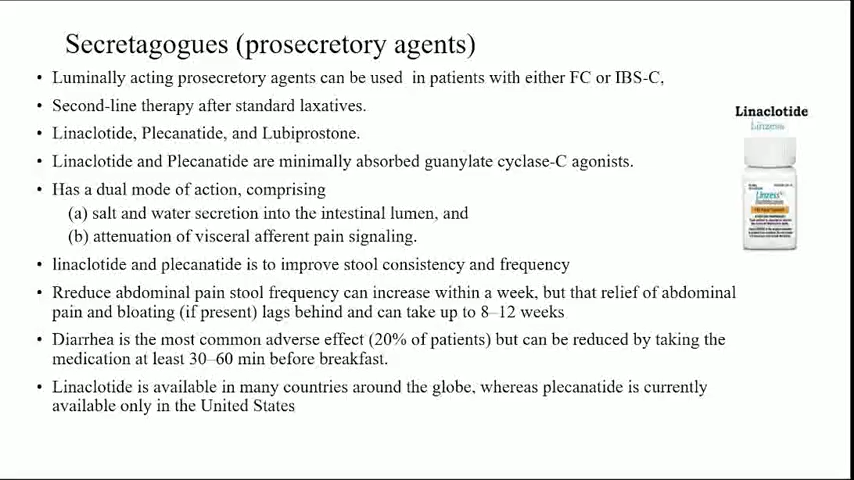 Secretagogues (prosecretory agents)
• Luminally acting prosecretory agents can be used in patients with either FC or IBS-C,
• Second-line therapy after standard laxatives.
• Linaclotide, Plecanatide, and Lubiprostone.
• Linaclotide and Plecanatide are minimally absorbed guanylate cyclase-C agonists.
• Has a dual mode of action, comprising
(a) salt and water secretion into the intestinal lumen, and
(b) attenuation of visceral afferent pain signaling.
• linaclotide and plecanatide is to improve stool consistency and frequency
• Rreduce abdominal pain stool frequency can increase within a week, but that relief of abdominal
pain and bloating (if present) lags behind and can take up to 8–12 weeks
• Diarrhea is the most common adverse effect (20% of patients) but can be reduced by taking the
medication at least 30–60 min before breakfast.
• Linaclotide is available in many countries around the globe, whereas plecanatide is currently
available only in the United States
Linaclotide
Linzess
Linzess